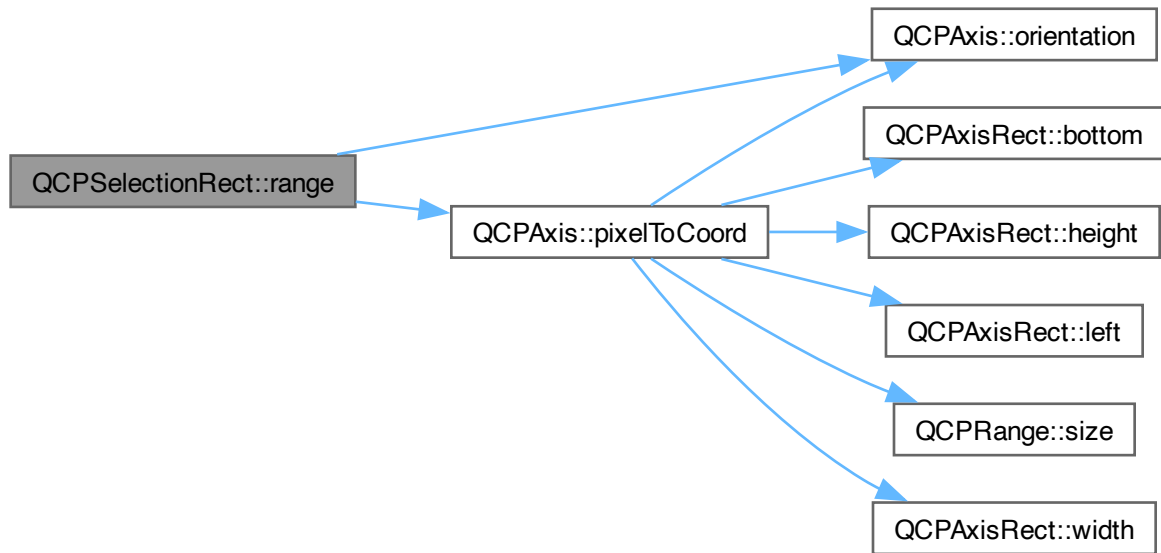 QCPSelectionRect::range
QCPAxis::pixelToCoord
QCPAxis::orientation
QCPAxisRect::bottom
QCPAxisRect::height
QCPAxisRect::left
QCPRange::size
QCPAxisRect::width